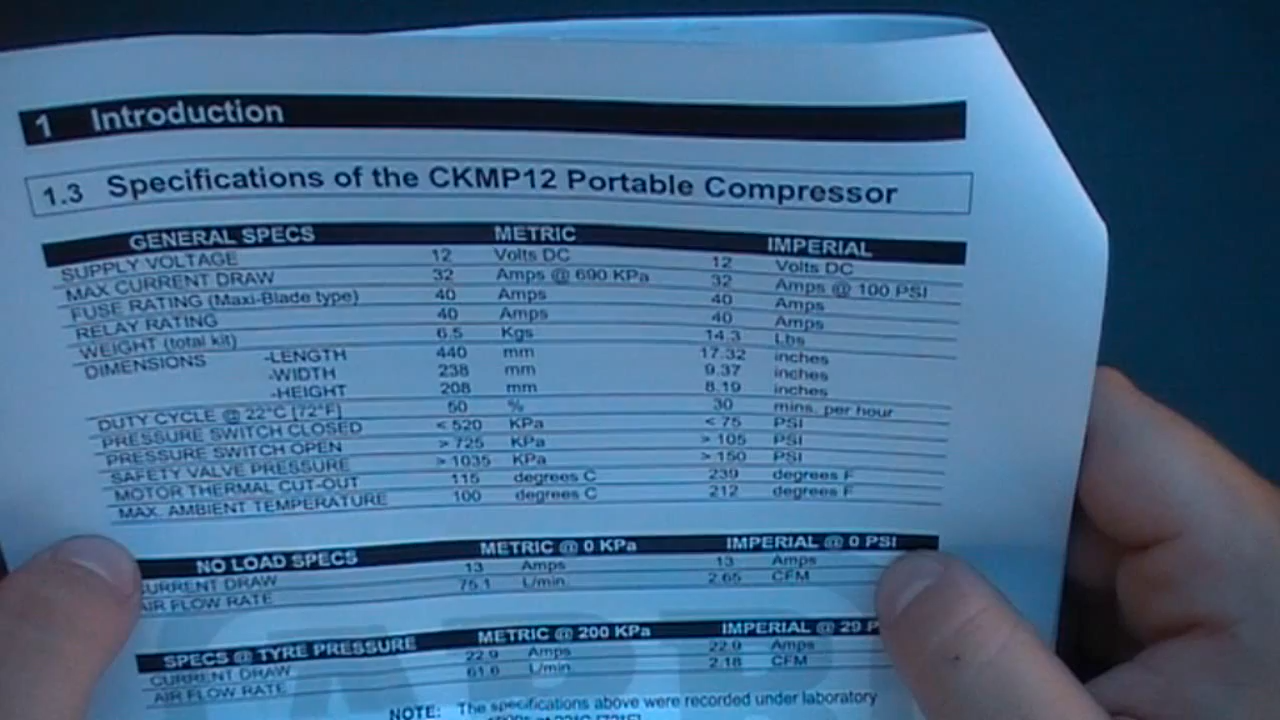 1 Introduction
1.3 Specifications of the CKMP12 Portable Compressor
GENERAL SPECS METRIC IMPERIAL
SUPPLY VOLTAGE 12 Volts DC 12 Volts DC
MAX CURRENT DRAW 32 Amps @ 690 KPa 32 Amps @ 100 PSI
FUSE RATING (Maxi-Blade type) 40 Amps 40 Amps
RELAY RATING 40 Amps 40 Amps
WEIGHT (total kit) 6.5 Kgs 14.3 Lbs
DIMENSIONS -LENGTH 440 mm 17.32 inches
-WIDTH 238 mm 9.37 inches
-HEIGHT 208 mm 8.19 inches
DUTY CYCLE @ 22°C [72°F] 50 % 30 mins. per hour
PRESSURE SWITCH CLOSED < 520 KPa < 75 PSI
PRESSURE SWITCH OPEN > 725 KPa > 105 PSI
SAFETY VALVE PRESSURE > 1035 KPa > 150 PSI
MOTOR THERMAL CUT-OUT 115 degrees C 239 degrees F
MAX. AMBIENT TEMPERATURE 100 degrees C 212 degrees F
NO LOAD SPECS METRIC @ 0 KPa IMPERIAL @ 0 PSI
CURRENT DRAW 13 Amps 13 Amps
AIR FLOW RATE 75.1 L/min 2.65 CFM
SPECS @ TYRE PRESSURE METRIC @ 200 KPa IMPERIAL @ 29 P
CURRENT DRAW 22.9 Amps 22.9 Amps
AIR FLOW RATE 61.6 L/min 2.18 CFM
NOTE: The specifications above were recorded under laboratory